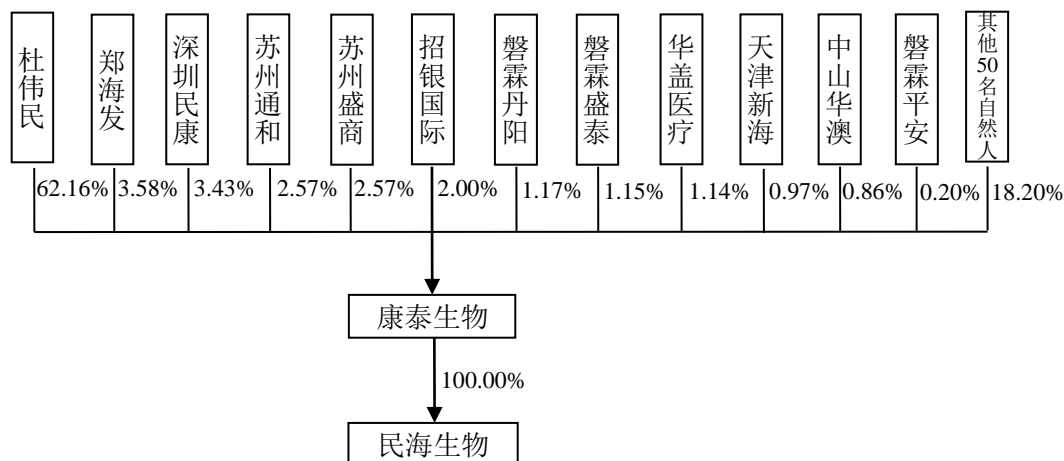 杜伟民
郑海发
深圳民康
苏州通和
苏州盛商
招银国际
磐霖丹阳
磐霖盛泰
华盖医疗
天津新海
中山华澳
磐霖平安
其他50名自然人
62.16%
3.58%
3.43%
2.57%
2.57%
2.00%
1.17%
1.15%
1.14%
0.97%
0.86%
0.20%
18.20%
康泰生物
100.00%
民海生物